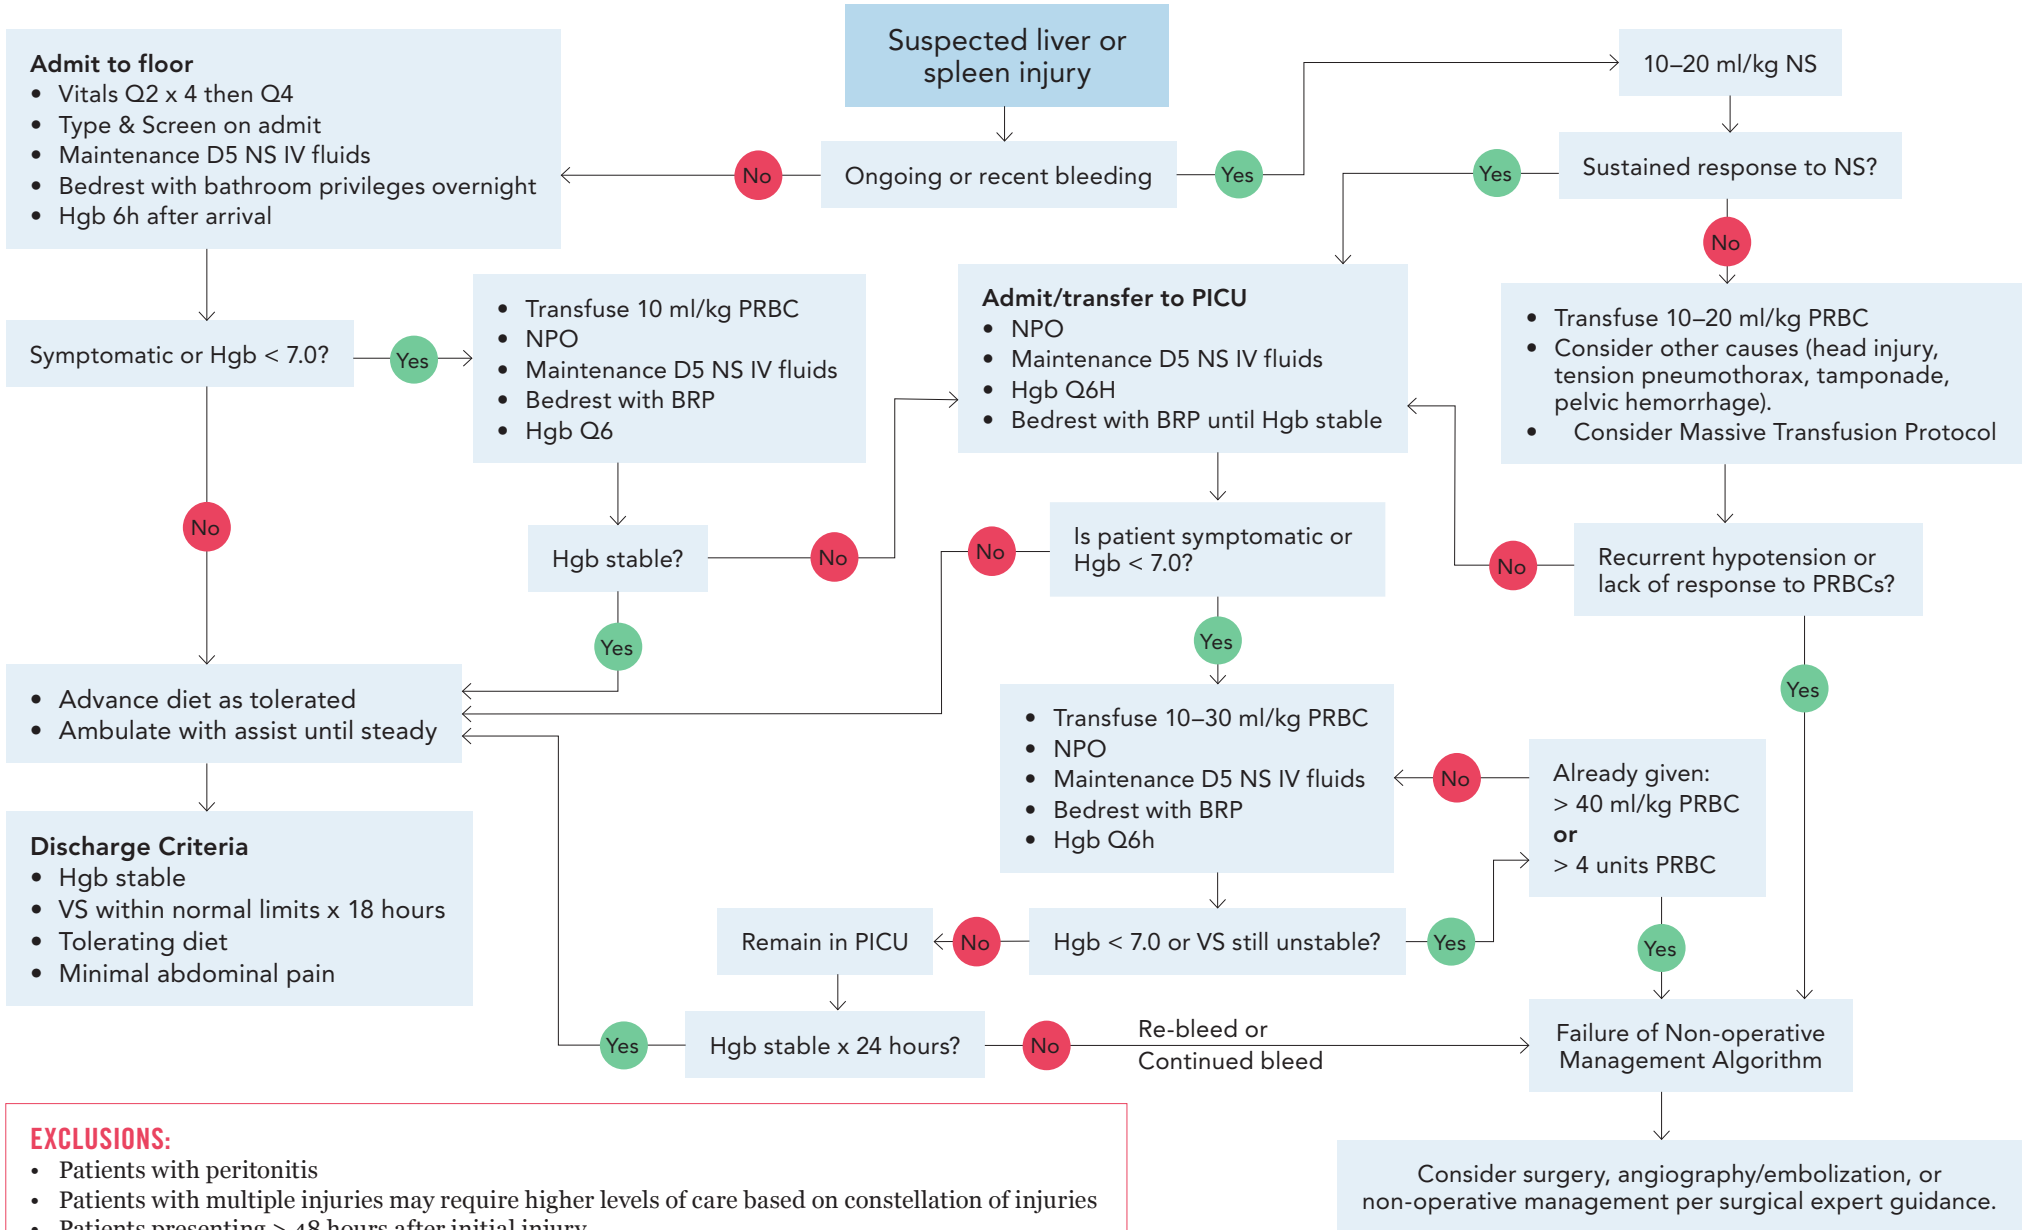 Suspected liver or
spleen injury
Ongoing or recent bleeding
No
Yes
Admit to floor
• Vitals Q2 x 4 then Q4
• Type & Screen on admit
• Maintenance D5 NS IV fluids
• Bedrest with bathroom privileges overnight
• Hgb 6h after arrival
10–20 ml/kg NS
Sustained response to NS?
Yes
No
Symptomatic or Hgb < 7.0?
Yes
No
• Transfuse 10 ml/kg PRBC
• NPO
• Maintenance D5 NS IV fluids
• Bedrest with BRP
• Hgb Q6
Hgb stable?
No
Yes
Admit/transfer to PICU
• NPO
• Maintenance D5 NS IV fluids
• Hgb Q6H
• Bedrest with BRP until Hgb stable
• Transfuse 10–20 ml/kg PRBC
• Consider other causes (head injury,
tension pneumothorax, tamponade,
pelvic hemorrhage).
• Consider Massive Transfusion Protocol
Is patient symptomatic or
Hgb < 7.0?
No
Yes
Recurrent hypotension or
lack of response to PRBCs?
No
Yes
• Advance diet as tolerated
• Ambulate with assist until steady
• Transfuse 10–30 ml/kg PRBC
• NPO
• Maintenance D5 NS IV fluids
• Bedrest with BRP
• Hgb Q6h
Already given:
> 40 ml/kg PRBC
or
> 4 units PRBC
No
Yes
Discharge Criteria
• Hgb stable
• VS within normal limits x 18 hours
• Tolerating diet
• Minimal abdominal pain
Hgb < 7.0 or VS still unstable?
No
Yes
Remain in PICU
Hgb stable x 24 hours?
Yes
No
Re-bleed or
Continued bleed
Failure of Non-operative
Management Algorithm
Consider surgery, angiography/embolization, or
non-operative management per surgical expert guidance.
EXCLUSIONS:
• Patients with peritonitis
• Patients with multiple injuries may require higher levels of care based on constellation of injuries
• Patients presenting > 48 hours after initial injury